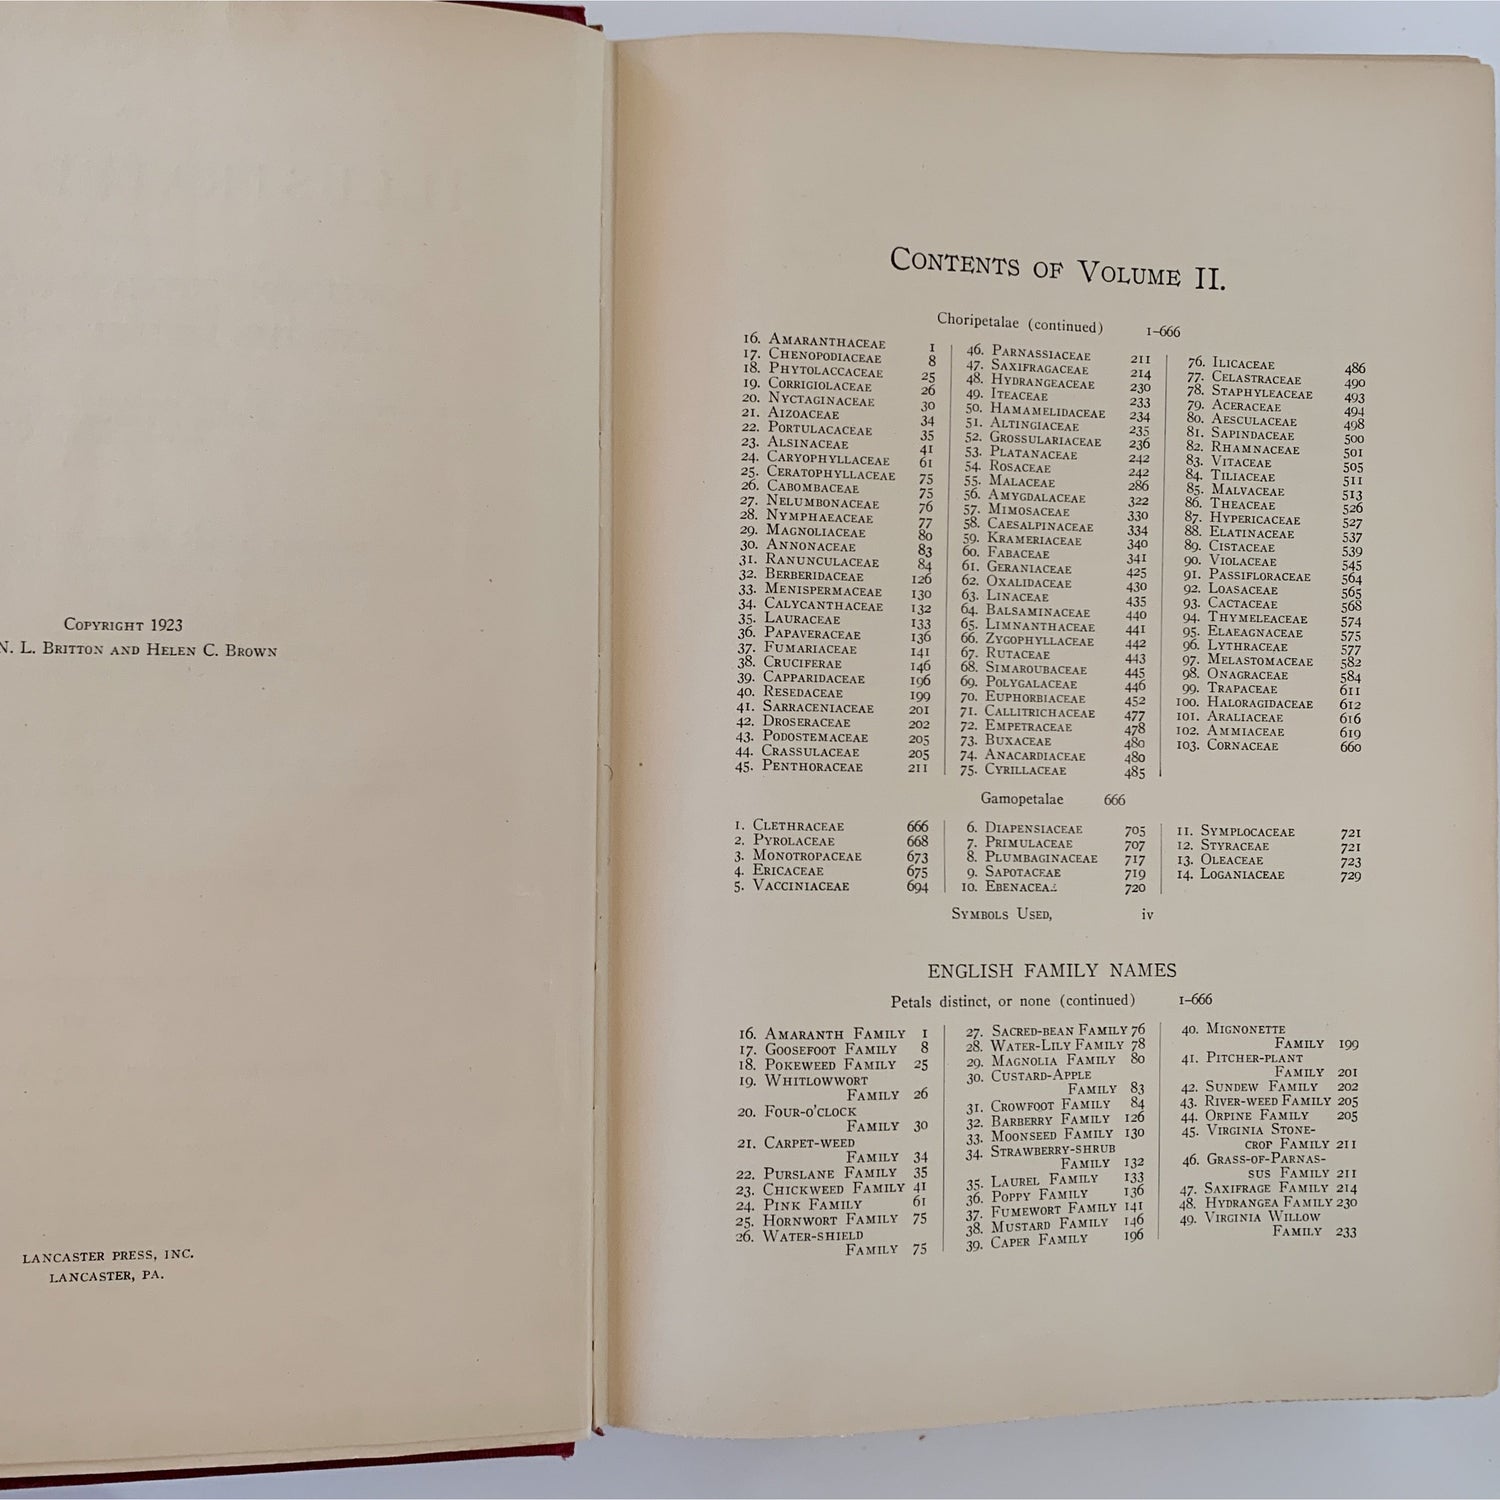 COPYRIGHT 1923
N. L. BRITTON AND HELEN C. BROWN
LANCASTER PRESS, INC.
LANCASTER, PA.
CONTENTS OF VOLUME II.
Choripetalae (continued) 1-666
16. AMARANTHACEAE 1
17. CHENOPODIACEAE 8
18. PHYTOLACCACEAE 25
19. CORRIGIOLACEAE 26
20. NYCTAGINACEAE 30
21. AIZOACEAE 34
22. PORTULACACEAE 35
23. ALSINACEAE 41
24. CARYOPHYLLACEAE 61
25. CERATOPHYLLACEAE 75
26. CABOMBACEAE 75
27. NELUMBONACEAE 76
28. NYMPHAEACEAE 77
29. MAGNOLIACEAE 80
30. ANNONACEAE 83
31. RANUNCULACEAE 84
32. BERBERIDACEAE 126
33. MENISPERMACEAE 130
34. CALYCANTHACEAE 132
35. LAURACEAE 133
36. PAPAVERACEAE 136
37. FUMARIACEAE 141
38. CRUCIFERAE 146
39. CAPPARIDACEAE 196
40. RESEDACEAE 199
41. SARRACENIACEAE 201
42. DROSERACEAE 202
43. PODOSTEMACEAE 205
44. CRASSULACEAE 205
45. PENTHORACEAE 211
46. PARNASSIACEAE 211
47. SAXIFRAGACEAE 214
48. HYDRANGEACEAE 230
49. ITEACEAE 233
50. HAMAMELIDACEAE 234
51. ALTINGIACEAE 235
52. GROSSULARIACEAE 236
53. PLATANACEAE 242
54. ROSACEAE 242
55. MALACEAE 286
56. AMYGDALACEAE 322
57. MIMOSACEAE 330
58. CAESALPINACEAE 334
59. KRAMERIACEAE 340
60. FABACEAE 341
61. GERANIACEAE 425
62. OXALIDACEAE 430
63. LINACEAE 435
64. BALSAMINACEAE 440
65. LIMNANTHACEAE 441
66. ZYGOPHYLLACEAE 442
67. RUTACEAE 443
68. SIMAROUBACEAE 445
69. POLYGALACEAE 446
70. EUPHORBIACEAE 452
71. CALLITRICHACEAE 477
72. EMPETRACEAE 478
73. BUXACEAE 480
74. ANACARDIACEAE 480
75. CYRILLACEAE 485
76. ILICACEAE 486
77. CELASTRACEAE 490
78. STAPHYLEACEAE 493
79. ACERACEAE 494
80. AESCULACEAE 498
81. SAPINDACEAE 500
82. RHAMNACEAE 501
83. VITACEAE 505
84. TILIACEAE 511
85. MALVACEAE 513
86. THEACEAE 526
87. HYPERICACEAE 527
88. ELATINACEAE 537
89. CISTACEAE 539
90. VIOLACEAE 545
91. PASSIFLORACEAE 564
92. LOASACEAE 565
93. CACTACEAE 568
94. THYMELEACEAE 574
95. ELAEAGNACEAE 575
96. LYTHRACEAE 577
97. MELASTOMACEAE 582
98. ONAGRACEAE 584
99. TRAPACEAE 611
100. HALORAGIDACEAE 612
101. ARALIACEAE 616
102. AMMIACEAE 619
103. CORNACEAE 660
Gamopetalae 666
1. CLETHRACEAE 666
2. PYROLACEAE 668
3. MONOTROPACEAE 673
4. ERICACEAE 675
5. VACCINIACEAE 694
6. DIAPENSIACEAE 705
7. PRIMULACEAE 707
8. PLUMBAGINACEAE 717
9. SAPOTACEAE 719
10. EBENACEAE 720
11. SYMPLOCACEAE 721
12. STYRACEAE 721
13. OLEACEAE 723
14. LOGANIACEAE 729
SYMBOLS USED, iv
ENGLISH FAMILY NAMES
Petals distinct, or none (continued) 1-666
16. AMARANTH FAMILY 1
17. GOOSEFOOT FAMILY 8
18. POKEWEED FAMILY 25
19. WHITLOWWORT
FAMILY 26
20. FOUR-O'CLOCK
FAMILY 30
21. CARPET-WEED
FAMILY 34
22. PURSLANE FAMILY 35
23. CHICKWEED FAMILY 41
24. PINK FAMILY 61
25. HORNWORT FAMILY 75
26. WATER-SHIELD
FAMILY 75
27. SACRED-BEAN FAMILY 76
28. WATER-LILY FAMILY 78
29. MAGNOLIA FAMILY 80
30. CUSTARD-APPLE
FAMILY 83
31. CROWFOOT FAMILY 84
32. BARBERRY FAMILY 126
33. MOONSEED FAMILY 130
34. STRAWBERRY-SHRUB
FAMILY 132
35. LAUREL FAMILY 133
36. POPPY FAMILY 136
37. FUMEWORT FAMILY 141
38. MUSTARD FAMILY 146
39. CAPER FAMILY 196
40. MIGNONETTE
FAMILY 199
41. PITCHER-PLANT
FAMILY 201
42. SUNDEW FAMILY 202
43. RIVER-WEED FAMILY 205
44. ORPINE FAMILY 205
45. VIRGINIA STONE-
CROP FAMILY 211
46. GRASS-OF-PARNAS-
SUS FAMILY 211
47. SAXIFRAGE FAMILY 214
48. HYDRANGEA FAMILY 230
49. VIRGINIA WILLOW
FAMILY 233